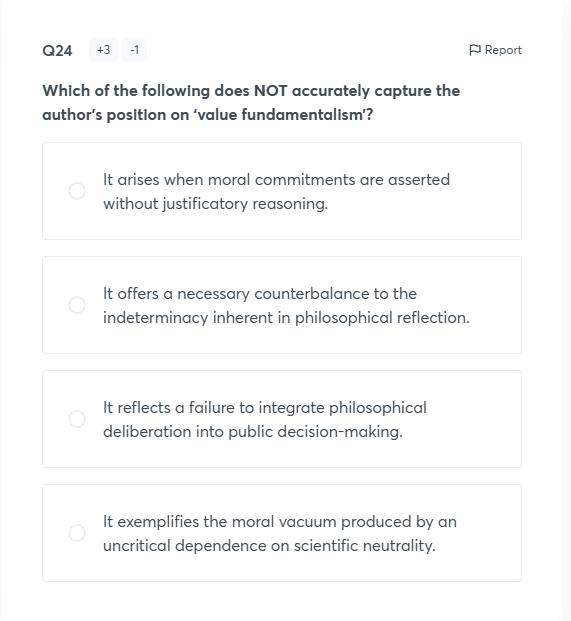 Q24 +3 -1 Report
Which of the following does NOT accurately capture the
author's position on ‘value fundamentalism’?
It arises when moral commitments are asserted
without justificatory reasoning.
It offers a necessary counterbalance to the
indeterminacy inherent in philosophical reflection.
It reflects a failure to integrate philosophical
deliberation into public decision-making.
It exemplifies the moral vacuum produced by an
uncritical dependence on scientific neutrality.